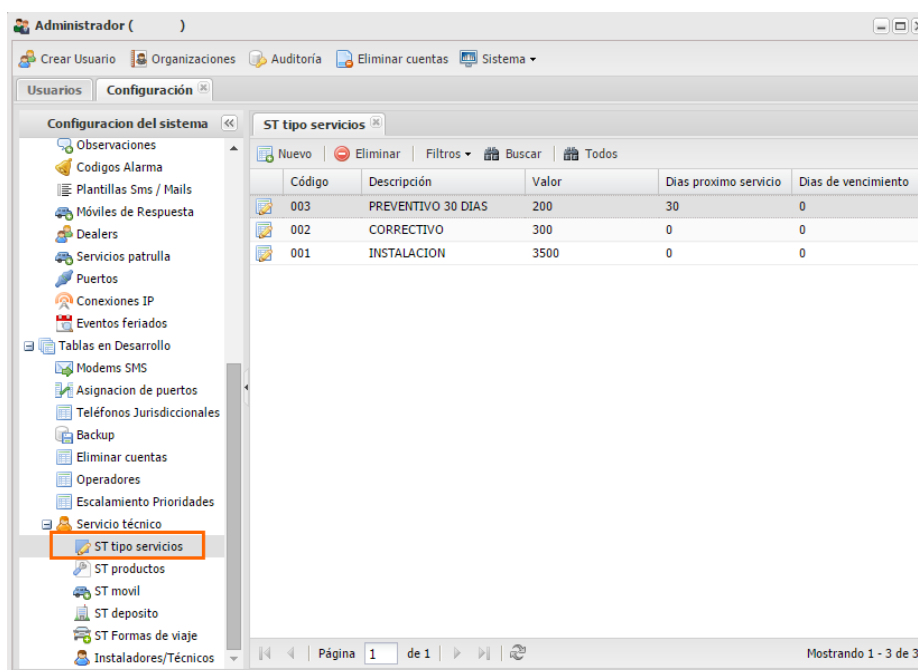 Administrador ( )
Crear Usuario Organizaciones Auditoría Eliminar cuentas Sistema
Usuarios Configuración
Configuracion del sistema
Observaciones
Codigos Alarma
Plantillas Sms / Mails
Móviles de Respuesta
Dealers
Servicios patrulla
Puertos
Conexiones IP
Eventos feriados
Tablas en Desarrollo
Modems SMS
Asignacion de puertos
Teléfonos Jurisdiccionales
Backup
Eliminar cuentas
Operadores
Escalamiento Prioridades
Servicio técnico
ST tipo servicios
ST productos
ST movil
ST deposito
ST Formas de viaje
Instaladores/Técnicos
ST tipo servicios
Nuevo Eliminar Filtros Buscar Todos
Código Descripción Valor Dias proximo servicio Dias de vencimiento
003 PREVENTIVO 30 DIAS 200 30 0
002 CORRECTIVO 300 0 0
001 INSTALACION 3500 0 0
Página 1 de 1 Mostrando 1 - 3 de 3